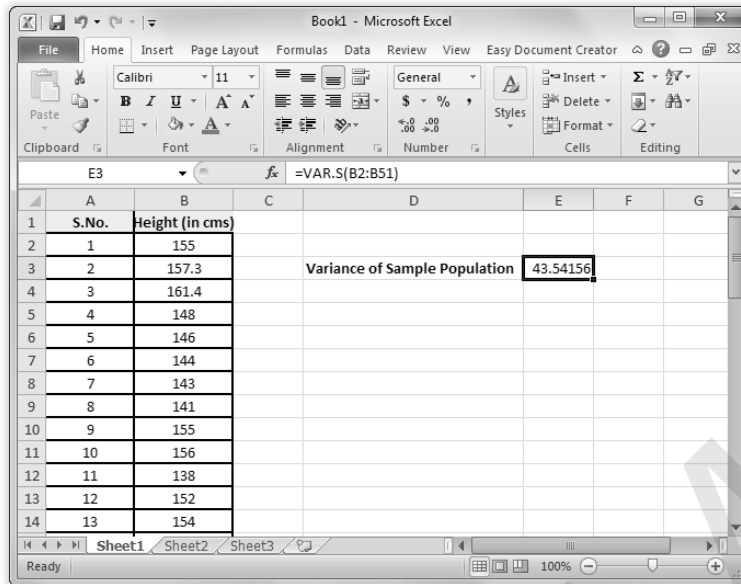 Book1 - Microsoft Excel
File Home Insert Page Layout Formulas Data Review View Easy Document Creator
Paste
Calibri 11
B I U A A
A
General
$ % ,
.0 .00
.00 .0
Styles
Insert
Delete
Format
Σ
Clipboard Font Alignment Number Cells Editing
E3 fx =VAR.S(B2:B51)
A B C D E F G
1 S.No. Height (in cms)
2 1 155
3 2 157.3 Variance of Sample Population 43.54156
4 3 161.4
5 4 148
6 5 146
7 6 144
8 7 143
9 8 141
10 9 155
11 10 156
12 11 138
13 12 152
14 13 154
Sheet1 Sheet2 Sheet3
Ready 100%